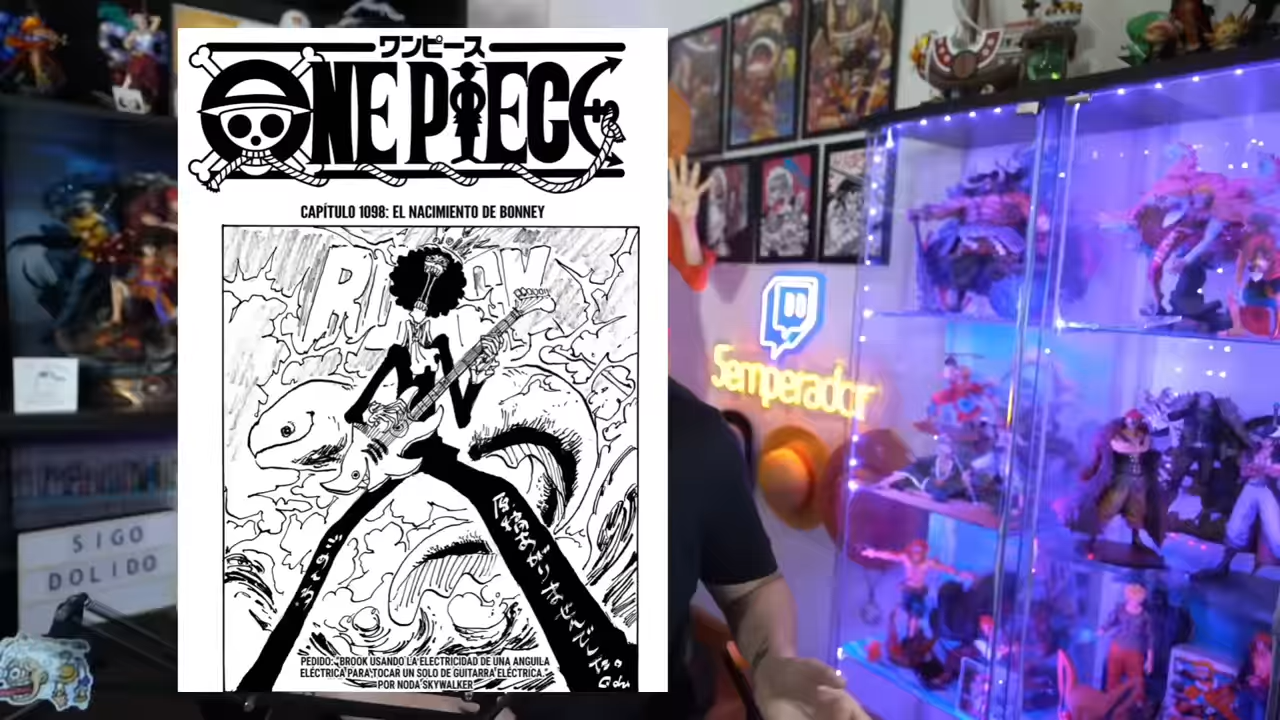 ワンピース
ONE PIECE
CAPÍTULO 1098: EL NACIMIENTO DE BONNEY
PEDIDO: "BROOK USANDO LA ELECTRICIDAD DE UNA ANGUILA
ELÉCTRICA PARA TOCAR UN SOLO DE GUITARRA ELÉCTRICA."
POR NODA SKYWALKER
5emperador
SIGO
DOLIDO